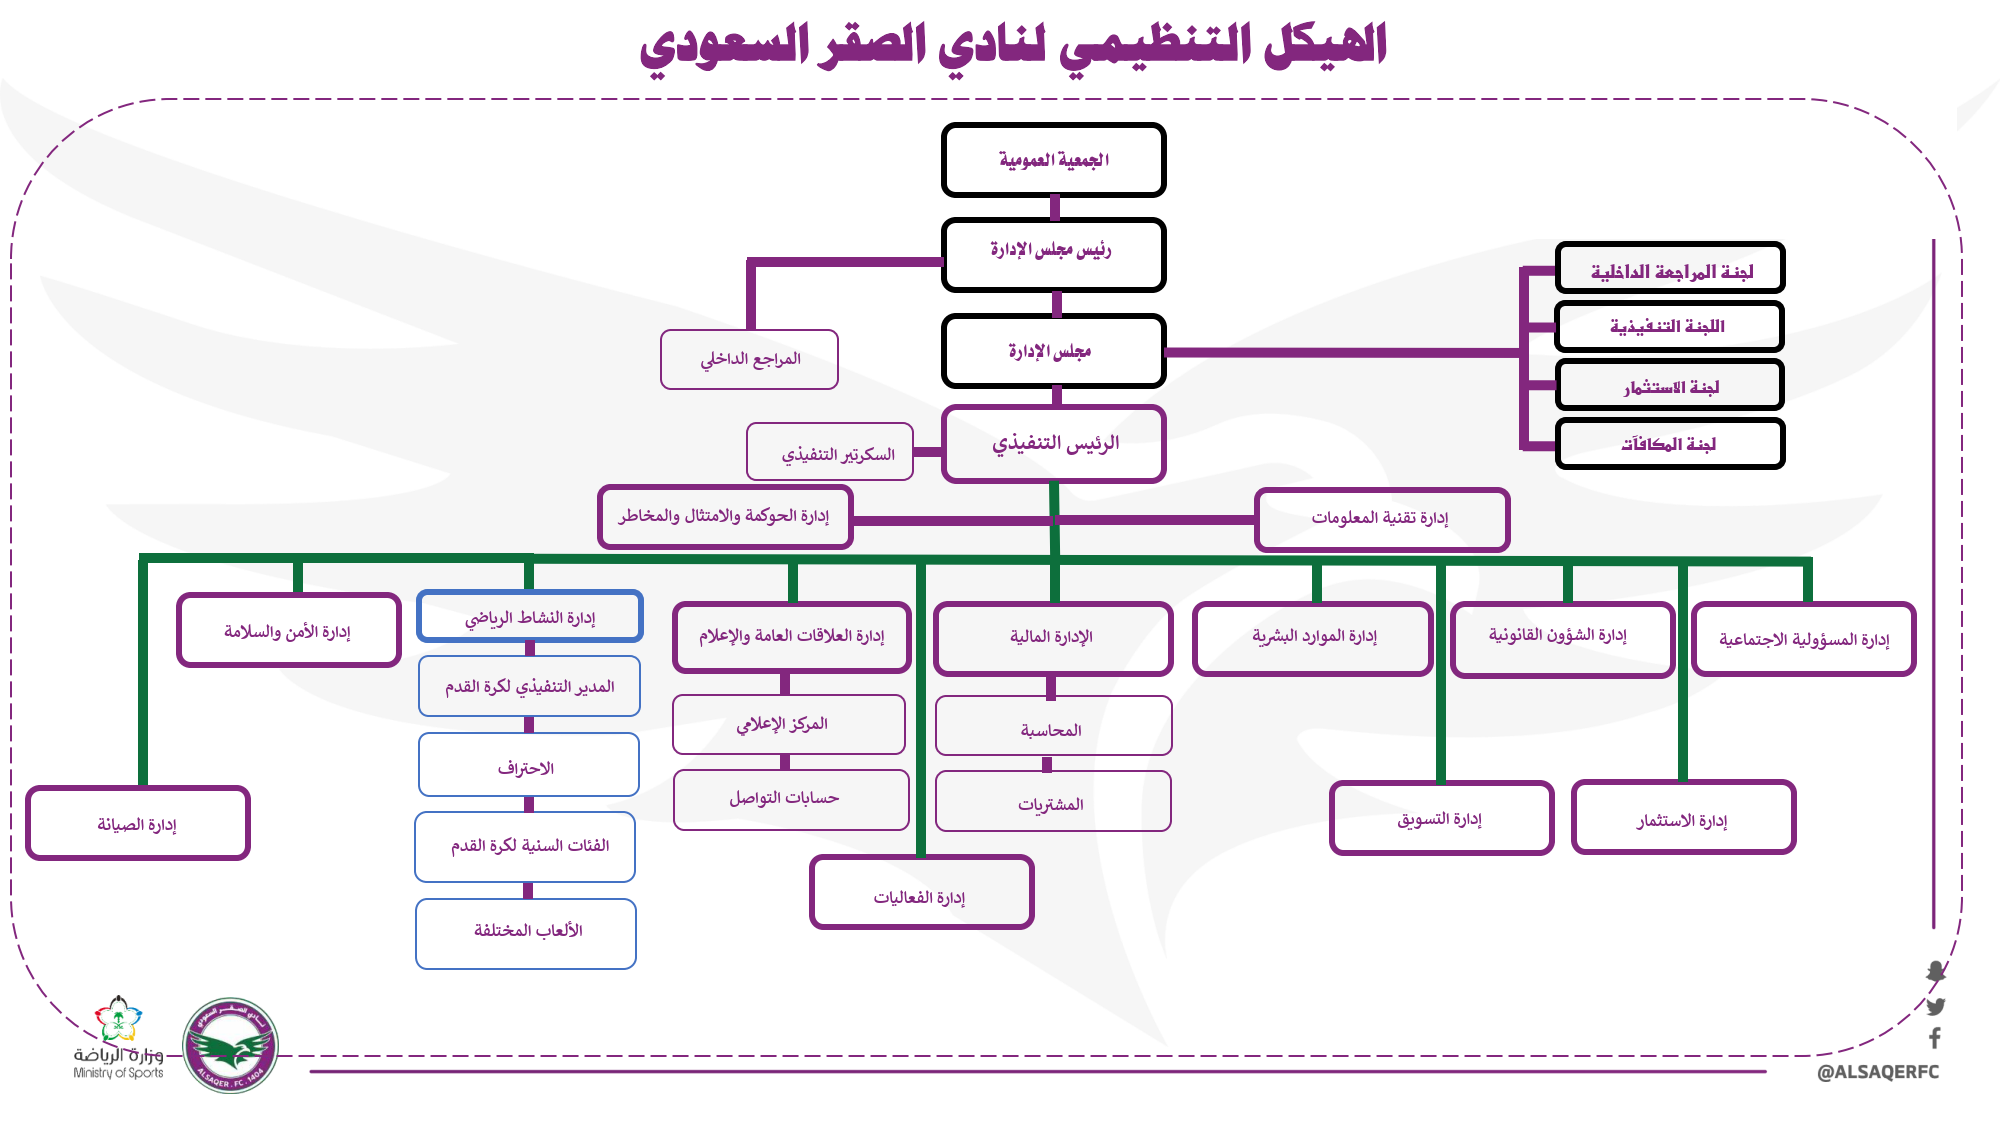 الهيكل التنظيمي لنادي الصقر السعودي
الجمعية العمومية
رئيس مجلس الإدارة
المراجع الداخلي
مجلس الإدارة
لجنة المراجعة الداخلية
اللجنة التنفيذية
لجنة الاستثمار
لجنة المكافآت
الرئيس التنفيذي
السكرتير التنفيذي
إدارة تقنية المعلومات
إدارة الحوكمة والامتثال والمخاطر
إدارة المسؤولية الاجتماعية
إدارة الشؤون القانونية
إدارة الموارد البشرية
الإدارة المالية
إدارة العلاقات العامة والإعلام
إدارة النشاط الرياضي
إدارة الأمن والسلامة
المحاسبة
المشتريات
المركز الإعلامي
حسابات التواصل
المدير التنفيذي لكرة القدم
الاحتراف
الفئات السنية لكرة القدم
الألعاب المختلفة
إدارة الاستثمار
إدارة التسويق
إدارة الفعاليات
إدارة الصيانة
وزارة الرياضة
Ministry of Sports
نادي الصقر السعودي
ALSAQER . FC . 1404
@ALSAQERFC